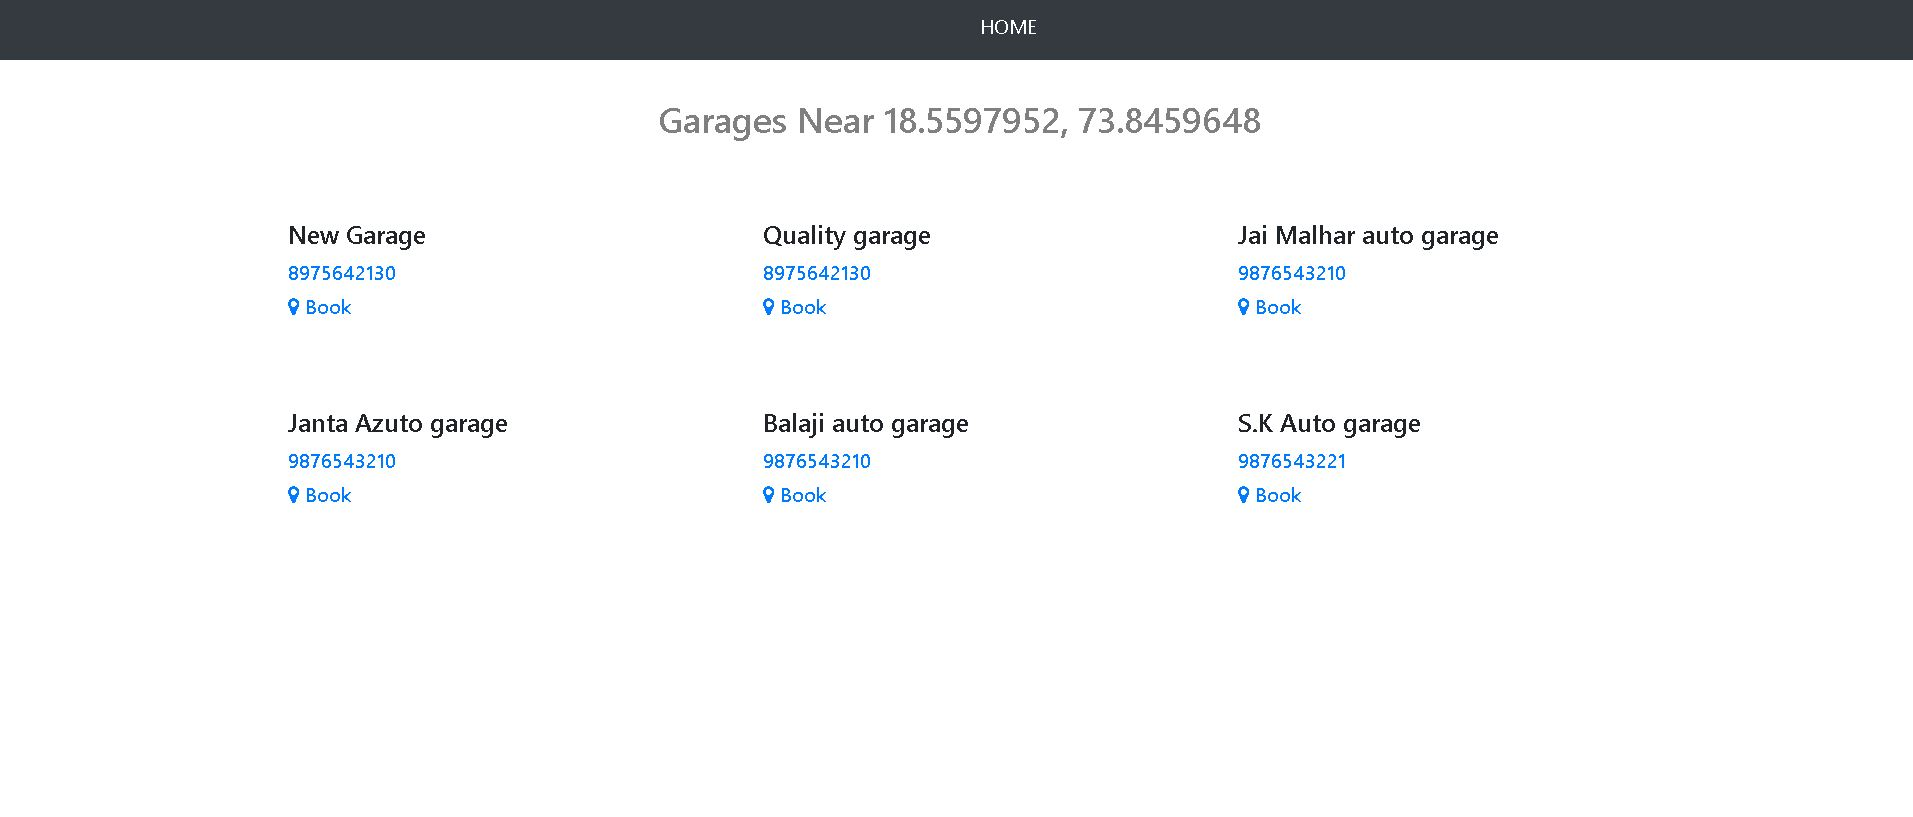 HOME
Garages Near 18.5597952, 73.8459648
New Garage
8975642130
Book
Quality garage
8975642130
Book
Jai Malhar auto garage
9876543210
Book
Janta Azuto garage
9876543210
Book
Balaji auto garage
9876543210
Book
S.K Auto garage
9876543221
Book